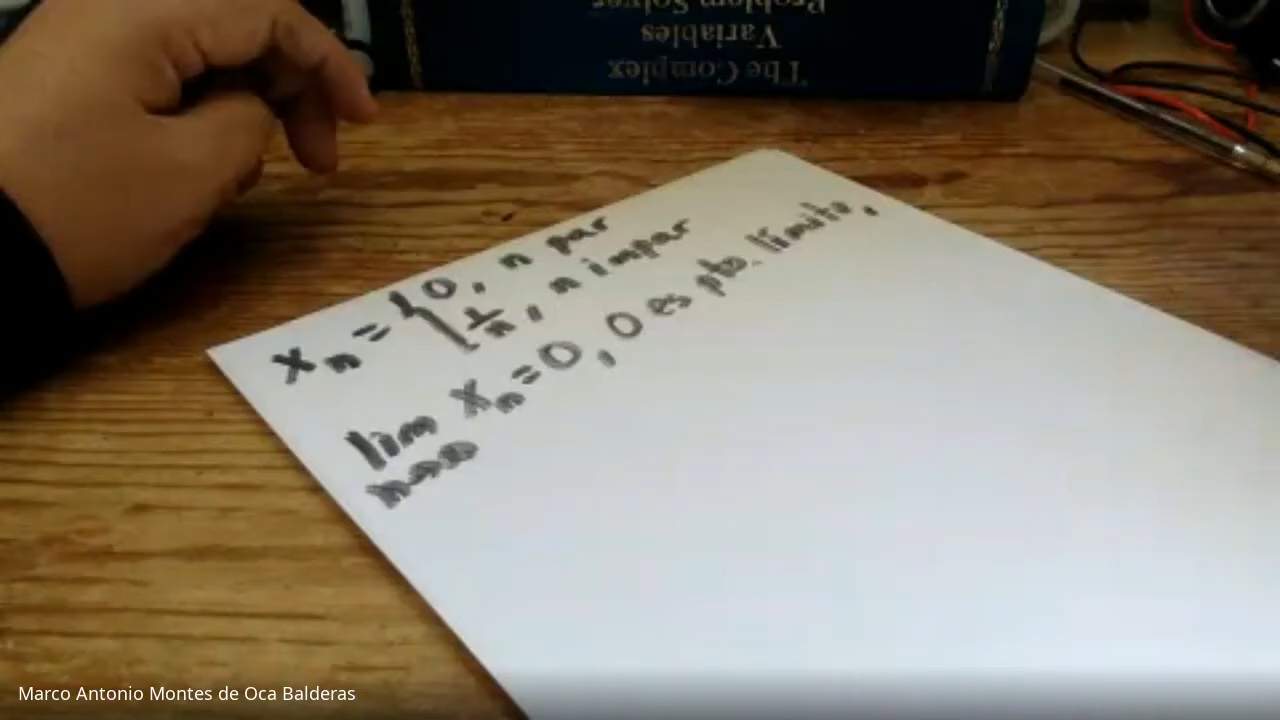 The Complex
Variables
Problem Solver
xₙ = { 0, n par
1/n, n impar
lim xₙ = 0, 0 es pto. límite,
n→∞
Marco Antonio Montes de Oca Balderas